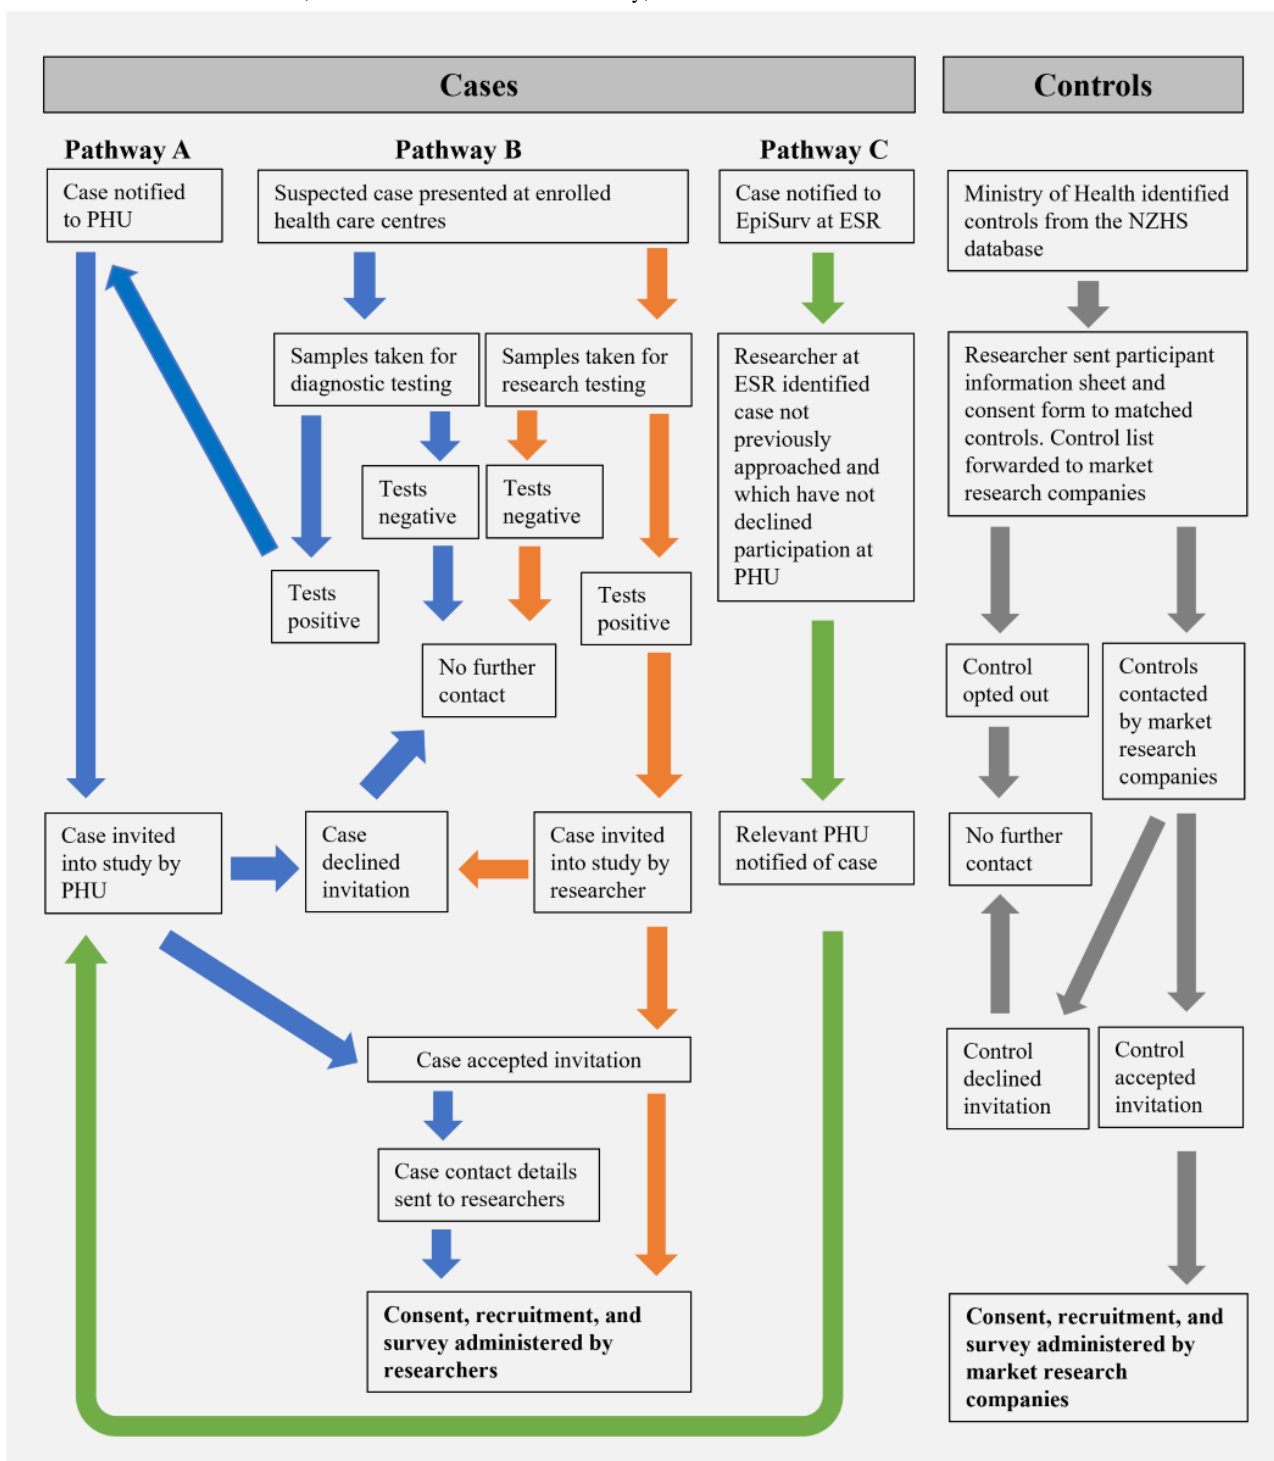 Cases
Controls
Pathway A
Pathway B
Pathway C
Case notified
to PHU
Suspected case presented at enrolled
health care centres
Case notified to
EpiSurv at ESR
Ministry of Health identified
controls from the NZHS
database
Samples taken for
diagnostic testing
Samples taken for
research testing
Researcher at
ESR identified
case not
previously
approached and
which have not
declined
participation at
PHU
Researcher sent participant
information sheet and
consent form to matched
controls. Control list
forwarded to market
research companies
Tests
negative
Tests
negative
Tests
positive
Tests
positive
No further
contact
Control
opted out
Controls
contacted
by market
research
companies
Case invited
into study by
PHU
Case
declined
invitation
Case invited
into study by
researcher
Relevant PHU
notified of case
No further
contact
Case accepted invitation
Control
declined
invitation
Control
accepted
invitation
Case contact details
sent to researchers
Consent, recruitment, and
survey administered by
researchers
Consent, recruitment, and
survey administered by
market research
companies